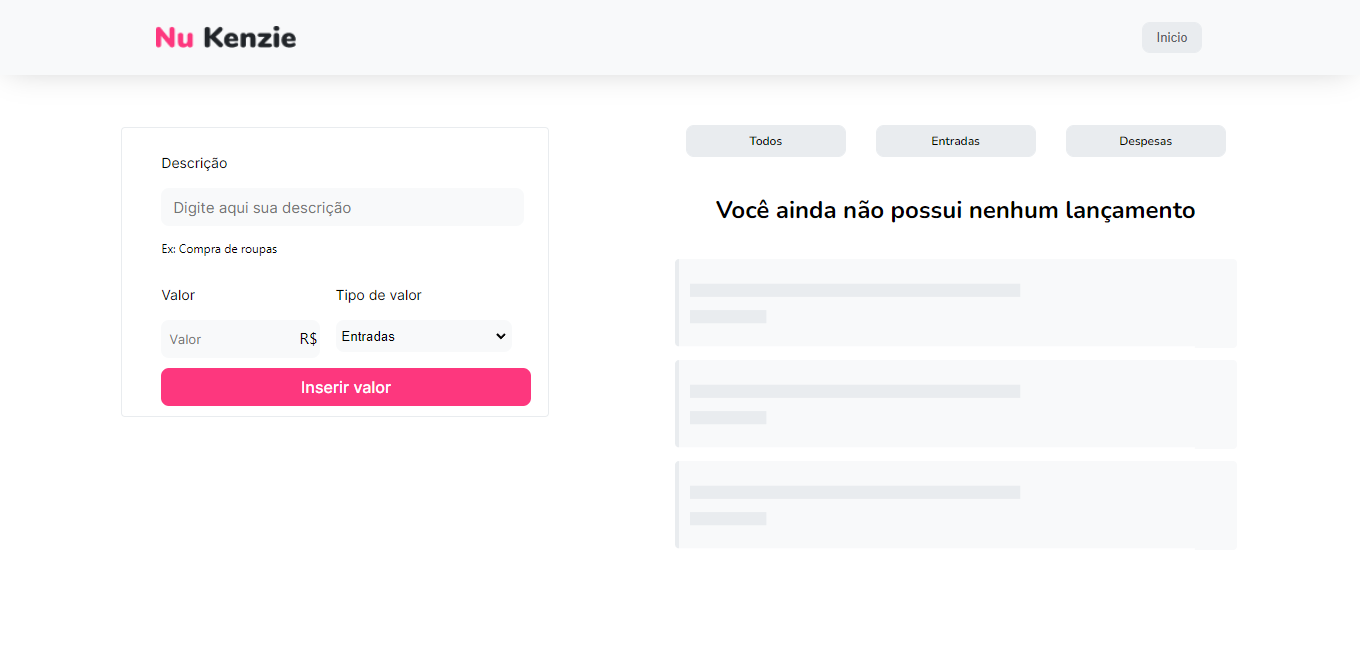 Nu Kenzie
Inicio
Descrição
Digite aqui sua descrição
Ex: Compra de roupas
Valor
Tipo de valor
Valor
R$
Entradas
Inserir valor
Todos
Entradas
Despesas
Você ainda não possui nenhum lançamento